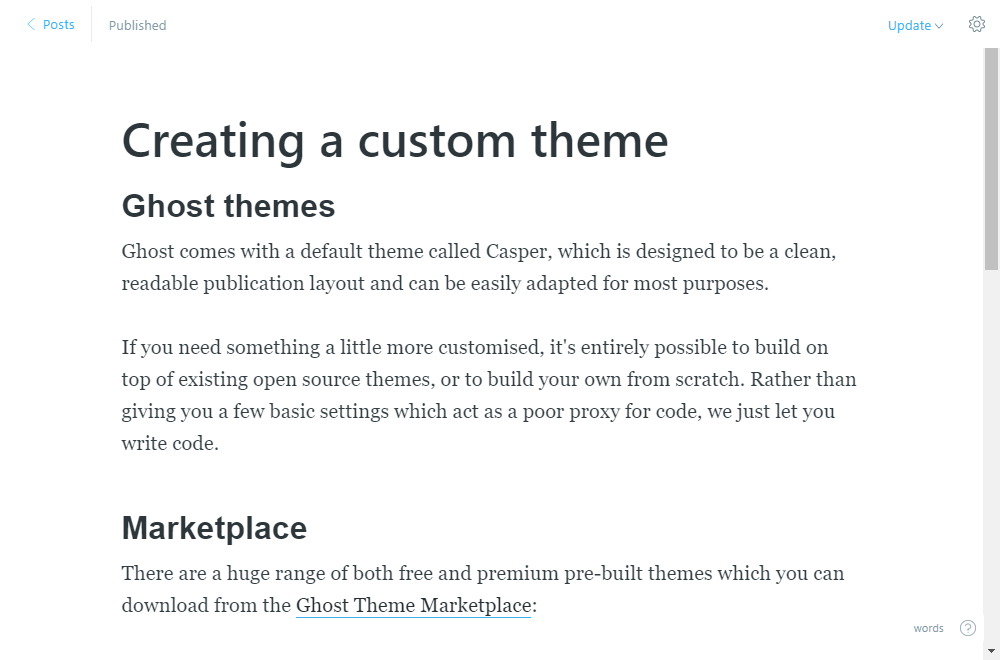 Posts
Published
Update
Creating a custom theme
Ghost themes
Ghost comes with a default theme called Casper, which is designed to be a clean,
readable publication layout and can be easily adapted for most purposes.
If you need something a little more customised, it's entirely possible to build on
top of existing open source themes, or to build your own from scratch. Rather than
giving you a few basic settings which act as a poor proxy for code, we just let you
write code.
Marketplace
There are a huge range of both free and premium pre-built themes which you can
download from the Ghost Theme Marketplace:
words
?